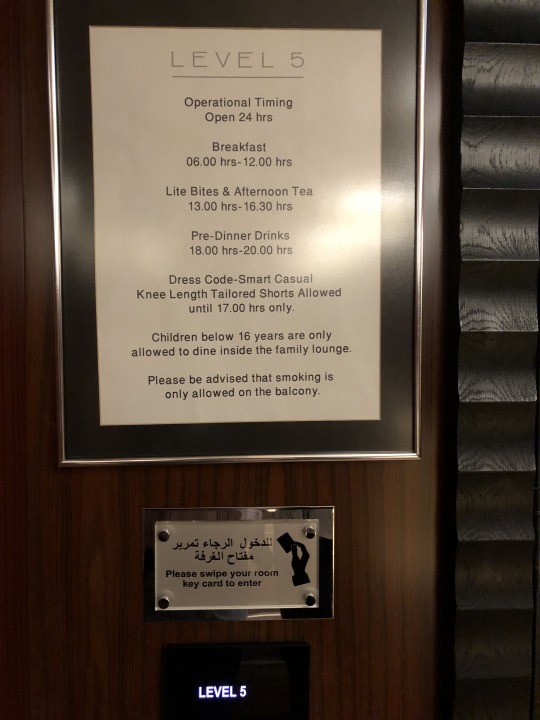 LEVEL 5
Operational Timing
Open 24 hrs
Breakfast
06.00 hrs-12.00 hrs
Lite Bites & Afternoon Tea
13.00 hrs-16.30 hrs
Pre-Dinner Drinks
18.00 hrs-20.00 hrs
Dress Code-Smart Casual
Knee Length Tailored Shorts Allowed
until 17.00 hrs only.
Children below 16 years are only
allowed to dine inside the family lounge.
Please be advised that smoking is
only allowed on the balcony.
للدخول الرجاء تمرير
مفتاح الغرفة
Please swipe your room
key card to enter
LEVEL 5